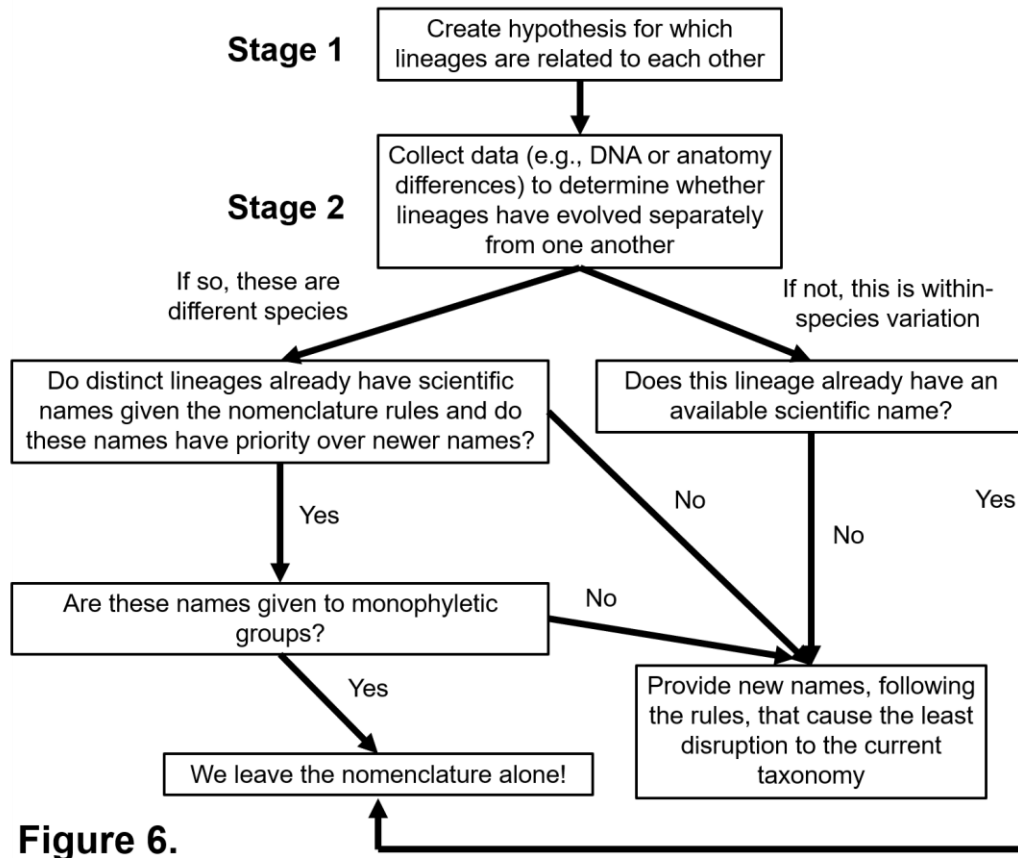 Stage 1
Create hypothesis for which
lineages are related to each other
Stage 2
Collect data (e.g., DNA or anatomy
differences) to determine whether
lineages have evolved separately
from one another
If so, these are
different species
If not, this is within-
species variation
Do distinct lineages already have scientific
names given the nomenclature rules and do
these names have priority over newer names?
Does this lineage already have an
available scientific name?
Yes
No
No
Yes
Are these names given to monophyletic
groups?
No
Yes
Provide new names, following
the rules, that cause the least
disruption to the current
taxonomy
We leave the nomenclature alone!
Figure 6.